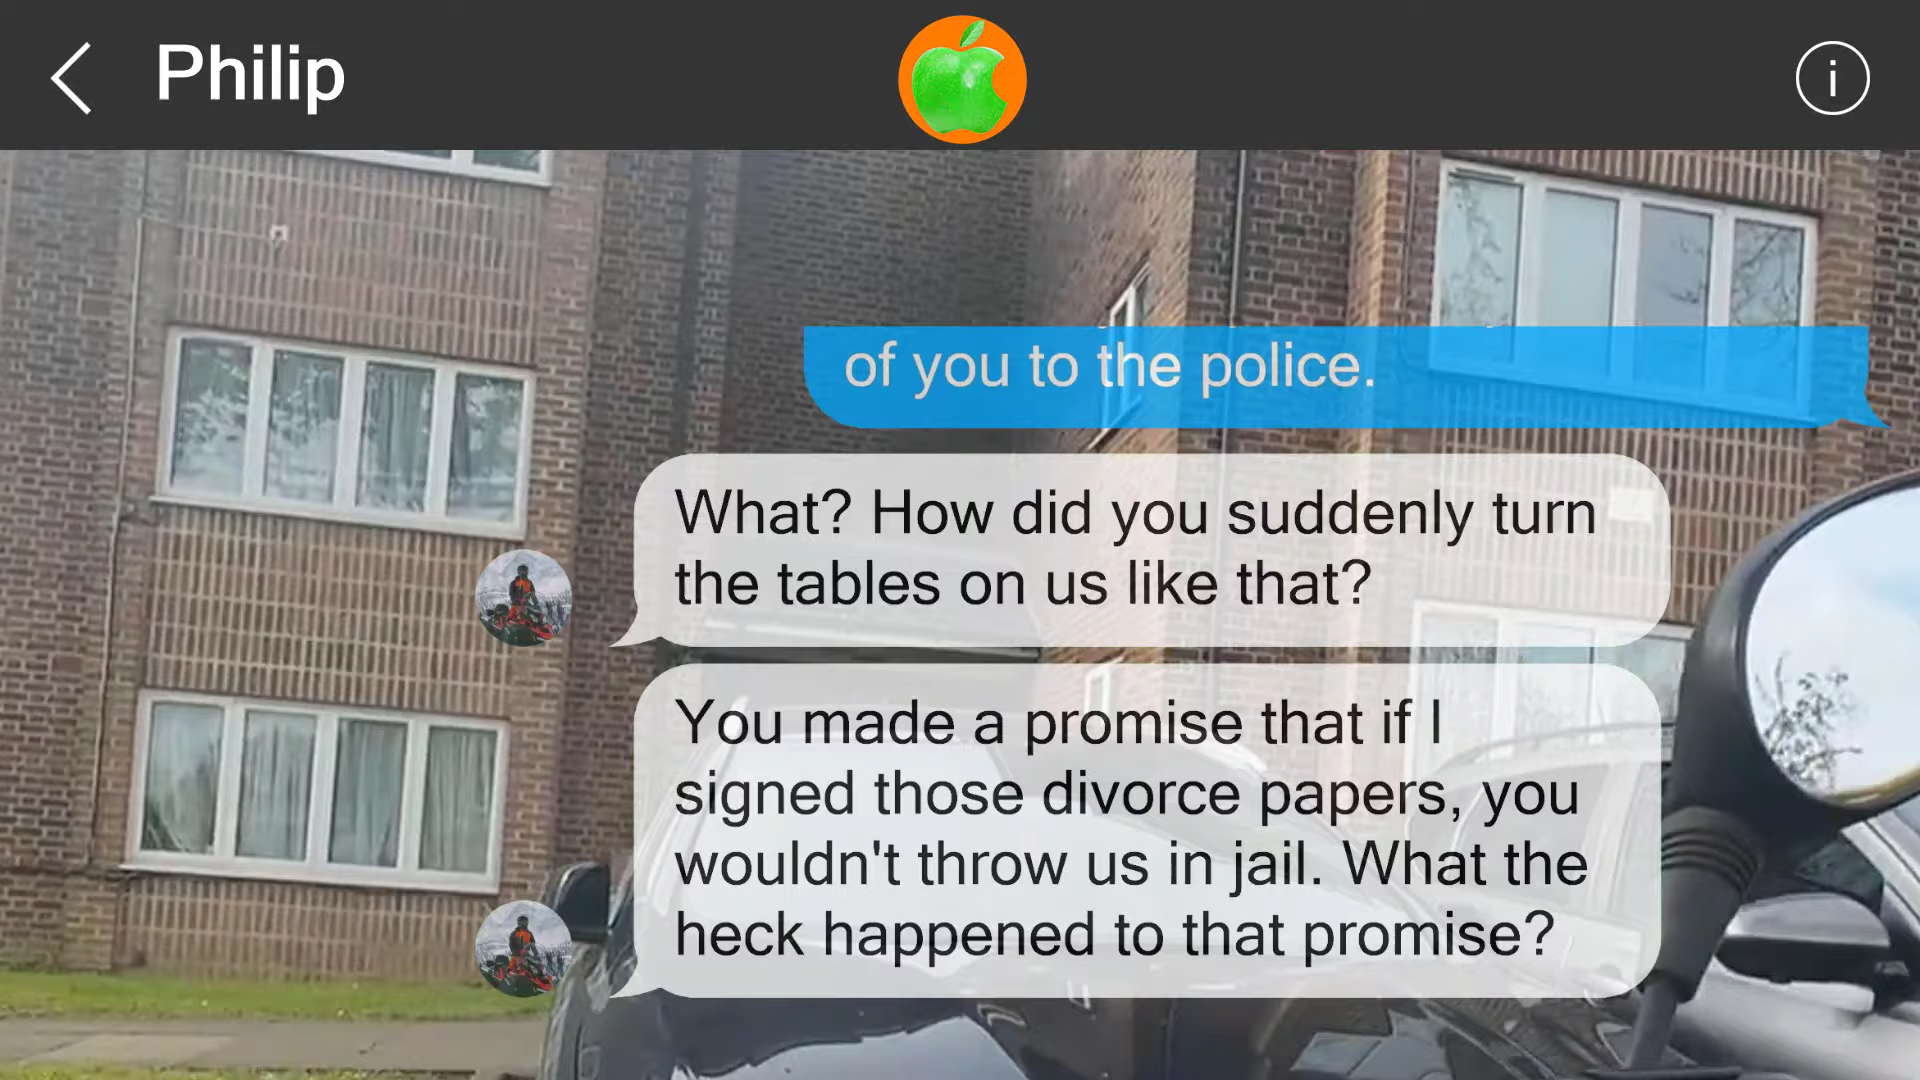 Philip
i
of you to the police.
What? How did you suddenly turn
the tables on us like that?
You made a promise that if I
signed those divorce papers, you
wouldn't throw us in jail. What the
heck happened to that promise?